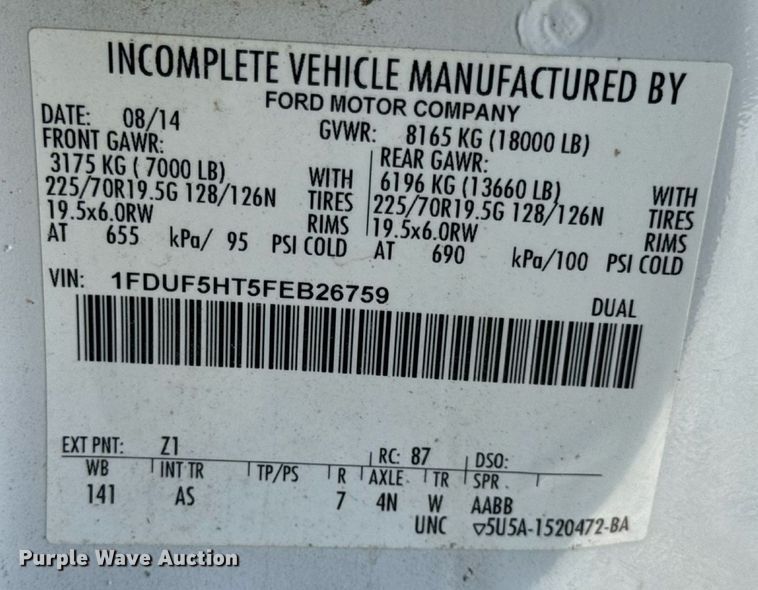 INCOMPLETE VEHICLE MANUFACTURED BY
FORD MOTOR COMPANY
DATE: 08/14 GVWR: 8165 KG (18000 LB)
FRONT GAWR: REAR GAWR:
3175 KG ( 7000 LB) WITH 6196 KG (13660 LB) WITH
225/70R19.5G 128/126N TIRES 225/70R19.5G 128/126N TIRES
19.5x6.0RW RIMS 19.5x6.0RW RIMS
AT 655 kPa/ 95 PSI COLD AT 690 kPa/100 PSI COLD
VIN: 1FDUF5HT5FEB26759
DUAL
EXT PNT: Z1 RC: 87 DSO:
WB INT TR TP/PS R AXLE TR SPR
141 AS 7 4N W AABB
UNC ▽5U5A-1520472-BA
Purple Wave Auction